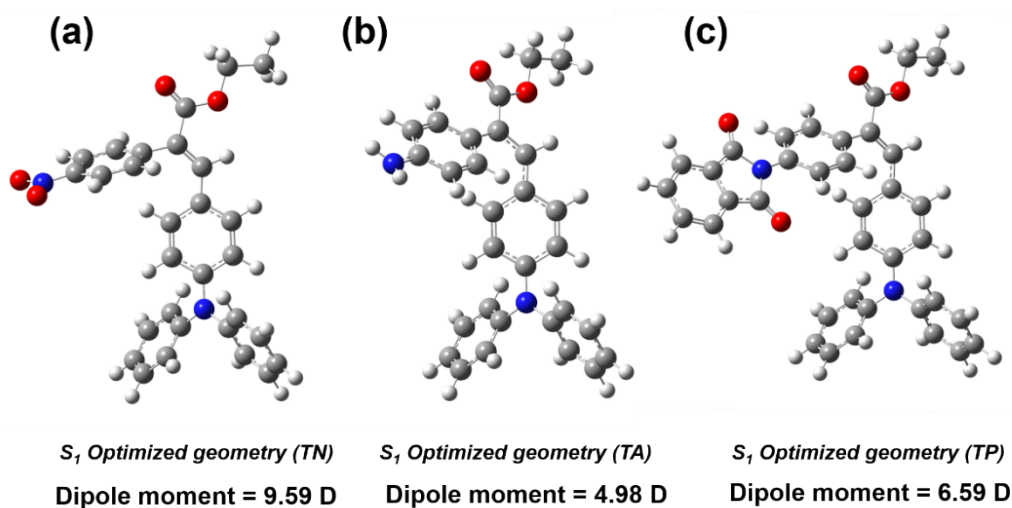 (a) (b) (c)
S1 Optimized geometry (TN) S1 Optimized geometry (TA) S1 Optimized geometry (TP)
Dipole moment = 9.59 D Dipole moment = 4.98 D Dipole moment = 6.59 D